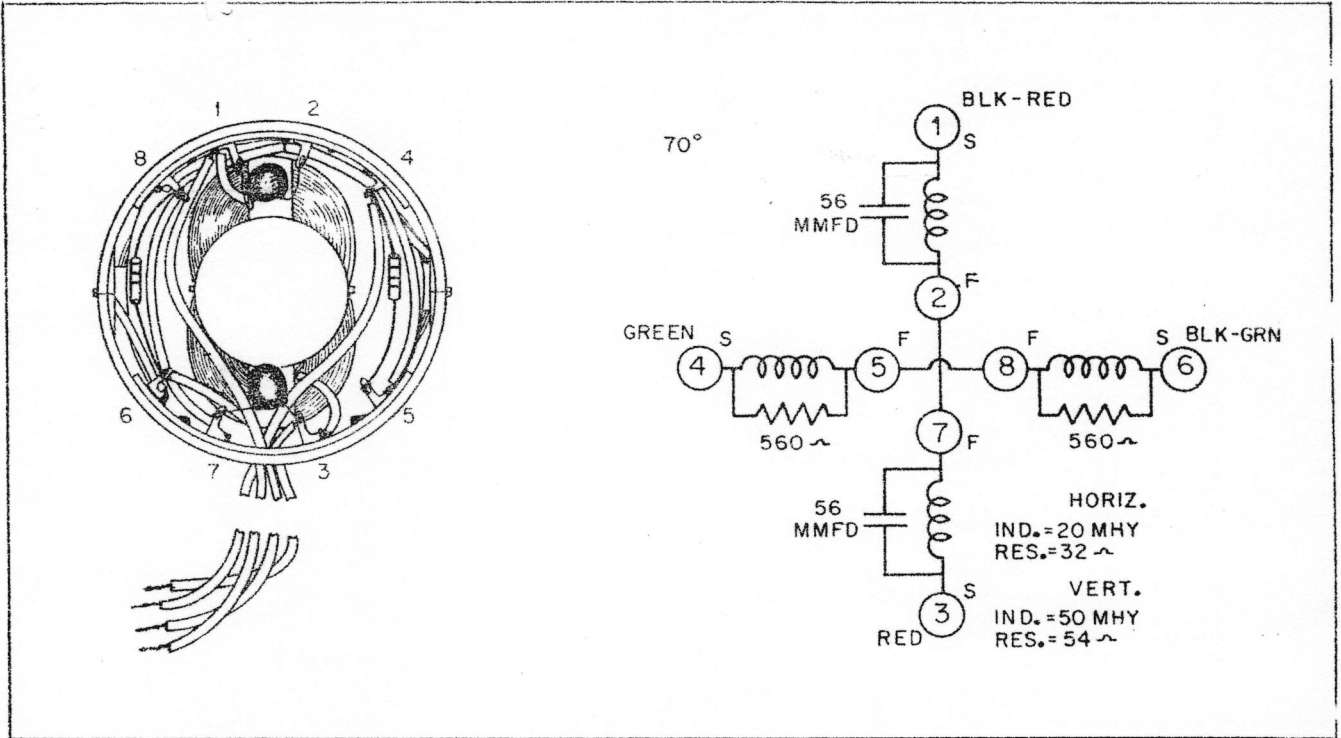 1
2
8
4
6
5
7
3
70°
BLK-RED
1
S
56
MMFD
2
F
GREEN
4
S
F
5
F
8
S
BLK-GRN
6
560 ~
560 ~
7
F
56
MMFD
S
3
RED
HORIZ.
IND.=20 MHY
RES.=32 ~
VERT.
IND.=50 MHY
RES.=54 ~